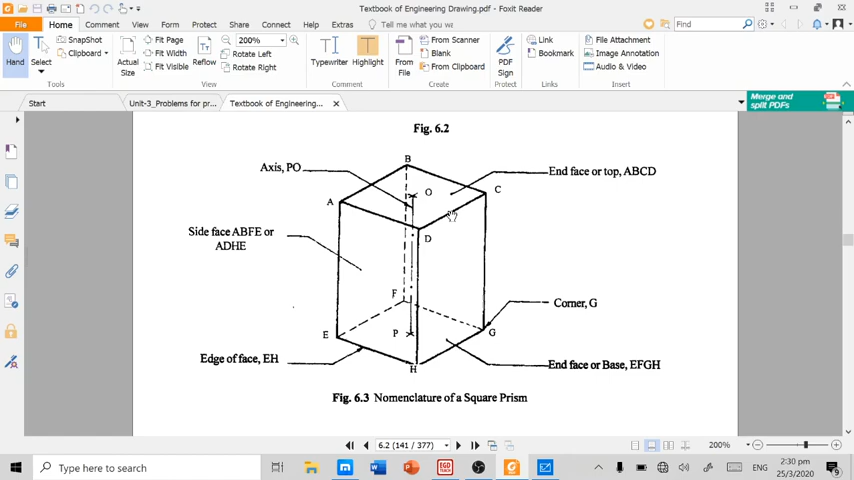 Textbook of Engineering Drawing.pdf - Foxit Reader
File
Home
Comment
View
Form
Protect
Share
Connect
Help
Extras
Tell me what you want...
Find
Hand
Select
SnapShot
Clipboard
Actual
Size
Fit Page
Fit Width
Fit Visible
Reflow
200%
Rotate Left
Rotate Right
Typewriter
Highlight
From
File
From Scanner
Blank
From Clipboard
PDF
Sign
Link
Bookmark
File Attachment
Image Annotation
Audio & Video
Tools
View
Comment
Create
Protect
Links
Insert
Start
Unit-3_Problems for pr...
Textbook of Engineering...
Merge and
split PDFs
Fig. 6.2
B
Axis, PO
End face or top, ABCD
O
C
A
Side face ABFE or
ADHE
D
F
Corner, G
E
P
G
Edge of face, EH
H
End face or Base, EFGH
Fig. 6.3 Nomenclature of a Square Prism
6.2 (141 / 377)
200%
Type here to search
ENG
2:30 pm
25/3/2020